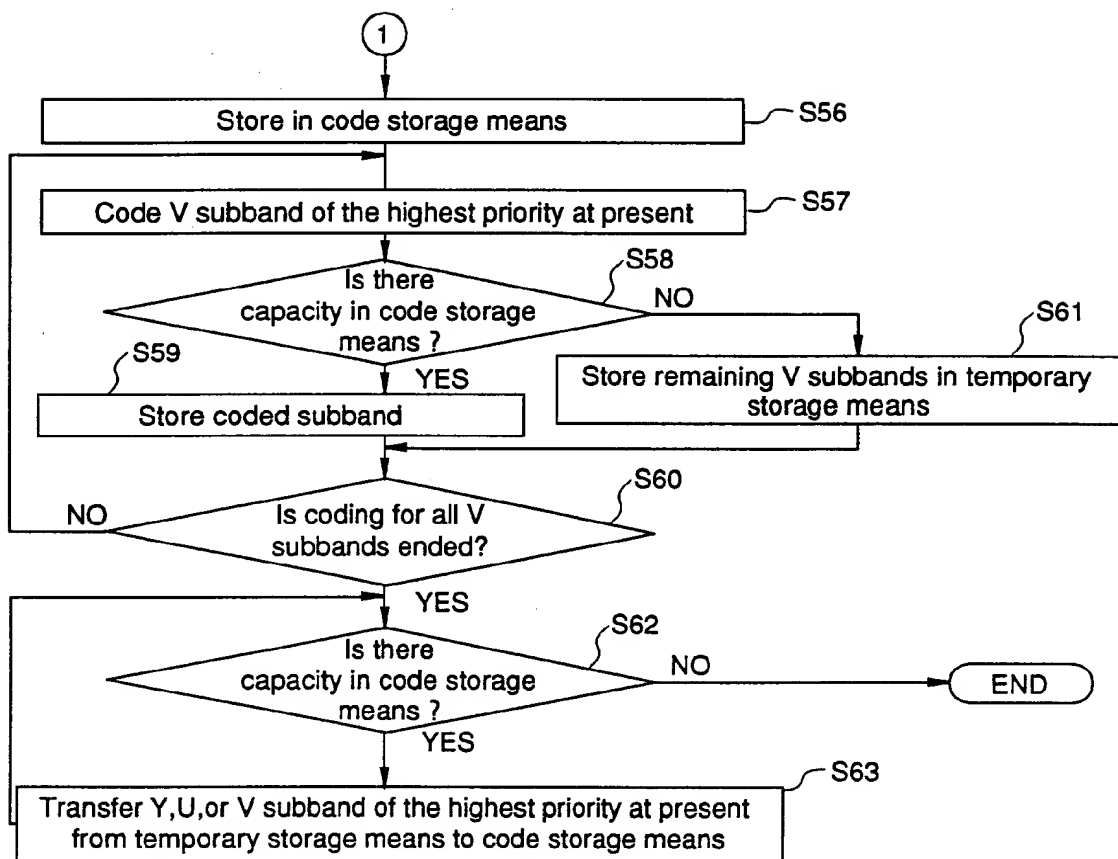 1
Store in code storage means
S56
Code V subband of the highest priority at present
S57
Is there
capacity in code storage
means ?
S58
NO
YES
S59
Store coded subband
S61
Store remaining V subbands in temporary
storage means
S60
Is coding for all V
subbands ended?
NO
YES
S62
Is there
capacity in code storage
means ?
NO
END
YES
S63
Transfer Y,U,or V subband of the highest priority at present
from temporary storage means to code storage means